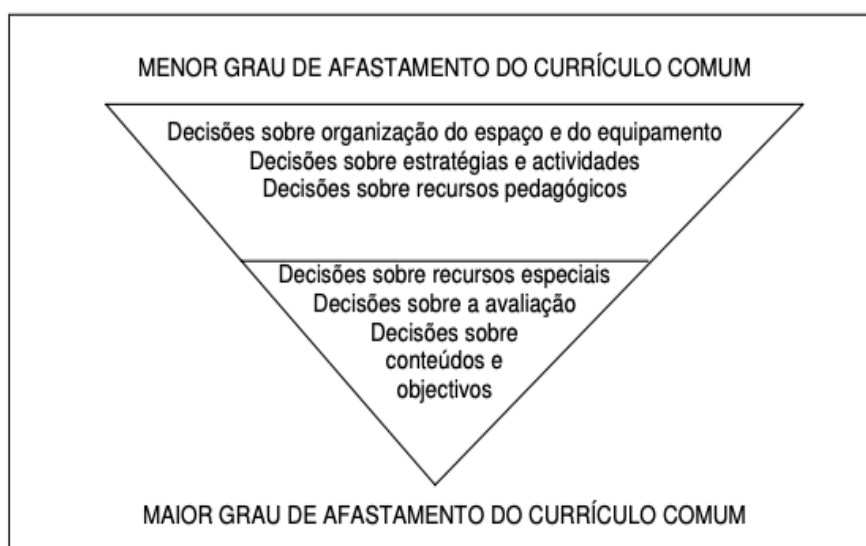 MENOR GRAU DE AFASTAMENTO DO CURRÍCULO COMUM
Decisões sobre organização do espaço e do equipamento
Decisões sobre estratégias e actividades
Decisões sobre recursos pedagógicos
Decisões sobre recursos especiais
Decisões sobre a avaliação
Decisões sobre
conteúdos e
objectivos
MAIOR GRAU DE AFASTAMENTO DO CURRÍCULO COMUM